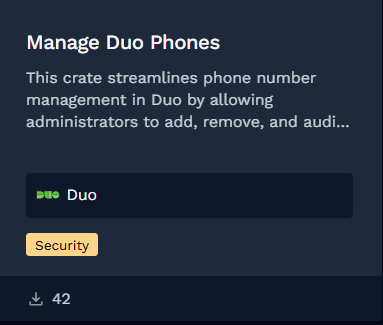 Manage Duo Phones
This crate streamlines phone number
management in Duo by allowing
administrators to add, remove, and audi...
DUO Duo
Security
42